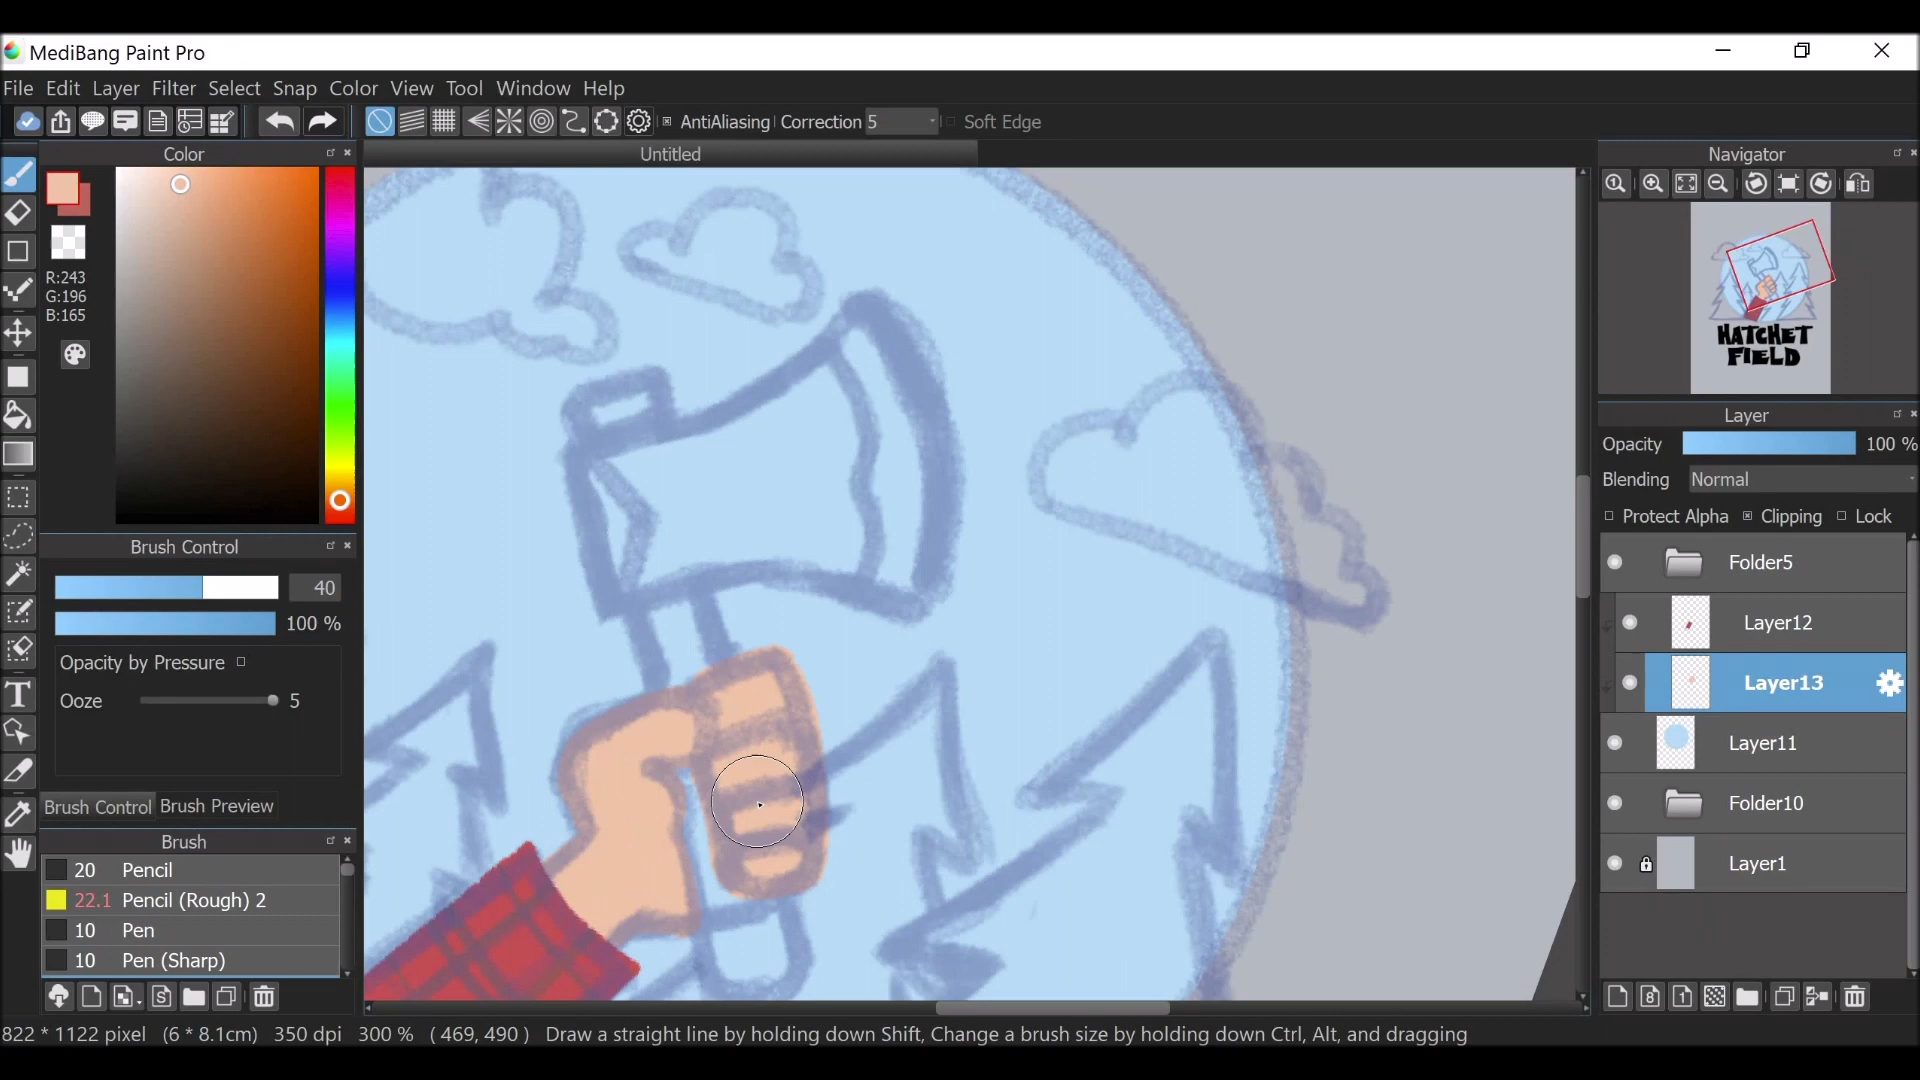 MediBang Paint Pro
File Edit Layer Filter Select Snap Color View Tool Window Help
AntiAliasing Correction 5 Soft Edge
Color
Untitled
Navigator
R:243
G:196
B:165
HATCHET
FIELD
Layer
Opacity 100 %
Blending Normal
Protect Alpha Clipping Lock
Brush Control
40
100 %
Opacity by Pressure
Ooze 5
Brush Control Brush Preview
Brush
20 Pencil
22.1 Pencil (Rough) 2
10 Pen
10 Pen (Sharp)
Folder5
Layer12
Layer13
Layer11
Folder10
Layer1
822 * 1122 pixel (6 * 8.1cm) 350 dpi 300 % ( 469, 490 ) Draw a straight line by holding down Shift, Change a brush size by holding down Ctrl, Alt, and dragging